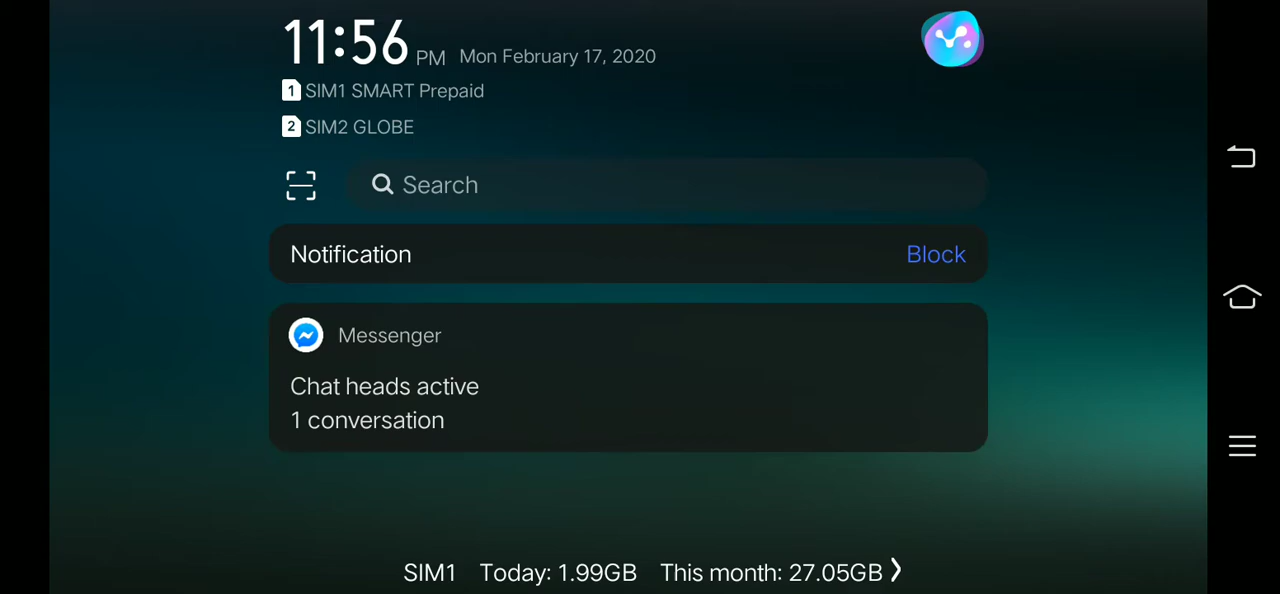 11:56 PM Mon February 17, 2020
1 SIM1 SMART Prepaid
2 SIM2 GLOBE
Search
Notification Block
Messenger
Chat heads active
1 conversation
SIM1 Today: 1.99GB This month: 27.05GB